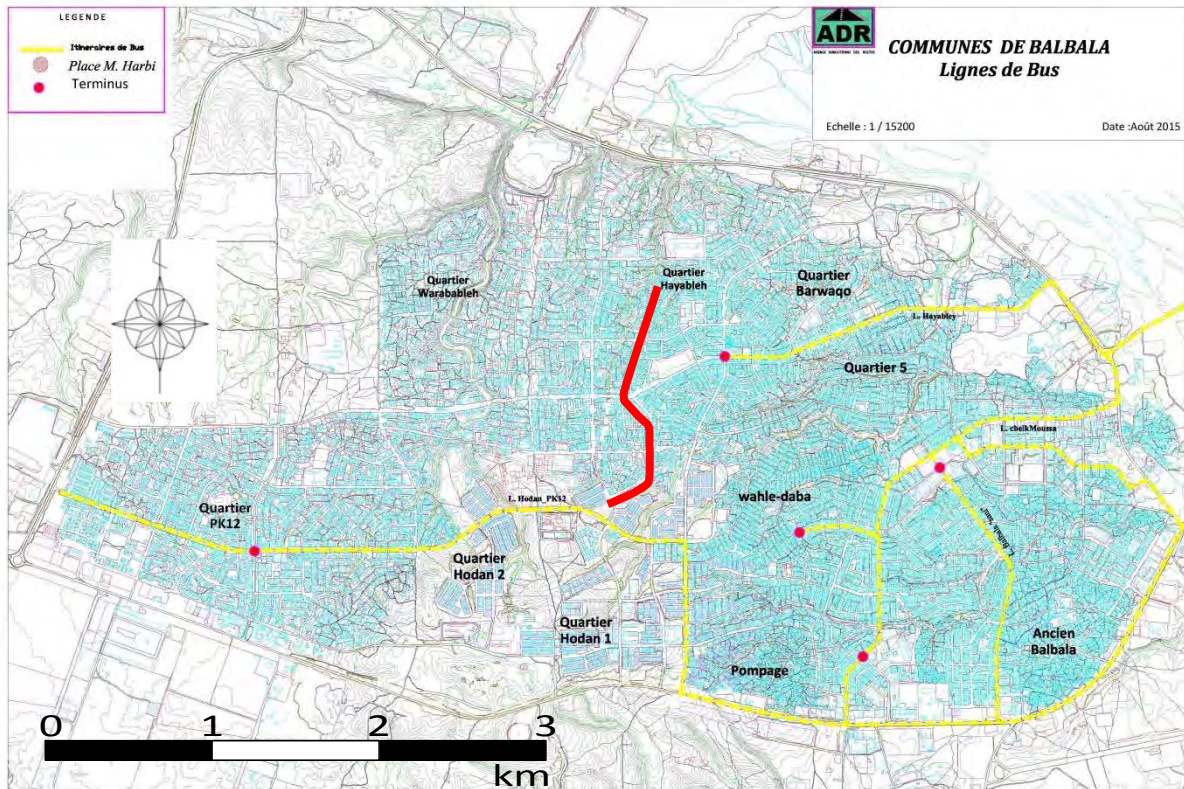 LEGENDE
Itineraires de Bus
Place M. Harbi
Terminus
ADR
COMMUNES DE BALBALA
Lignes de Bus
Echelle : 1 / 15200
Date :Août 2015
Quartier
Warabableh
Quartier
Hayableh
Quartier
Barwaqo
L. Hayabley
Quartier 5
L. cheikMoussa
wahle-daba
L. Hodan_PK12
Quartier
PK12
Quartier
Hodan 2
Quartier
Hodan 1
Pompage
Ancien
Balbala
0 1 2 3
km